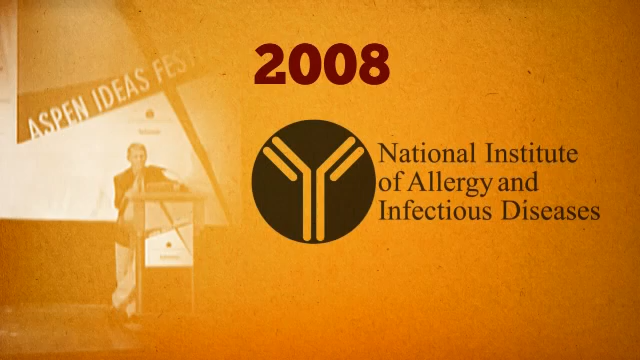 2008
ASPEN IDEAS FEST
National Institute
of Allergy and
Infectious Diseases